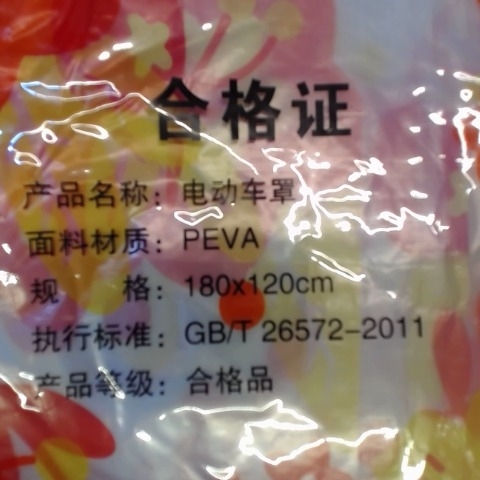 合格证
产品名称：电动车罩
面料材质：PEVA
规　　格：180x120cm
执行标准：GB/T 26572-2011
产品等级：合格品